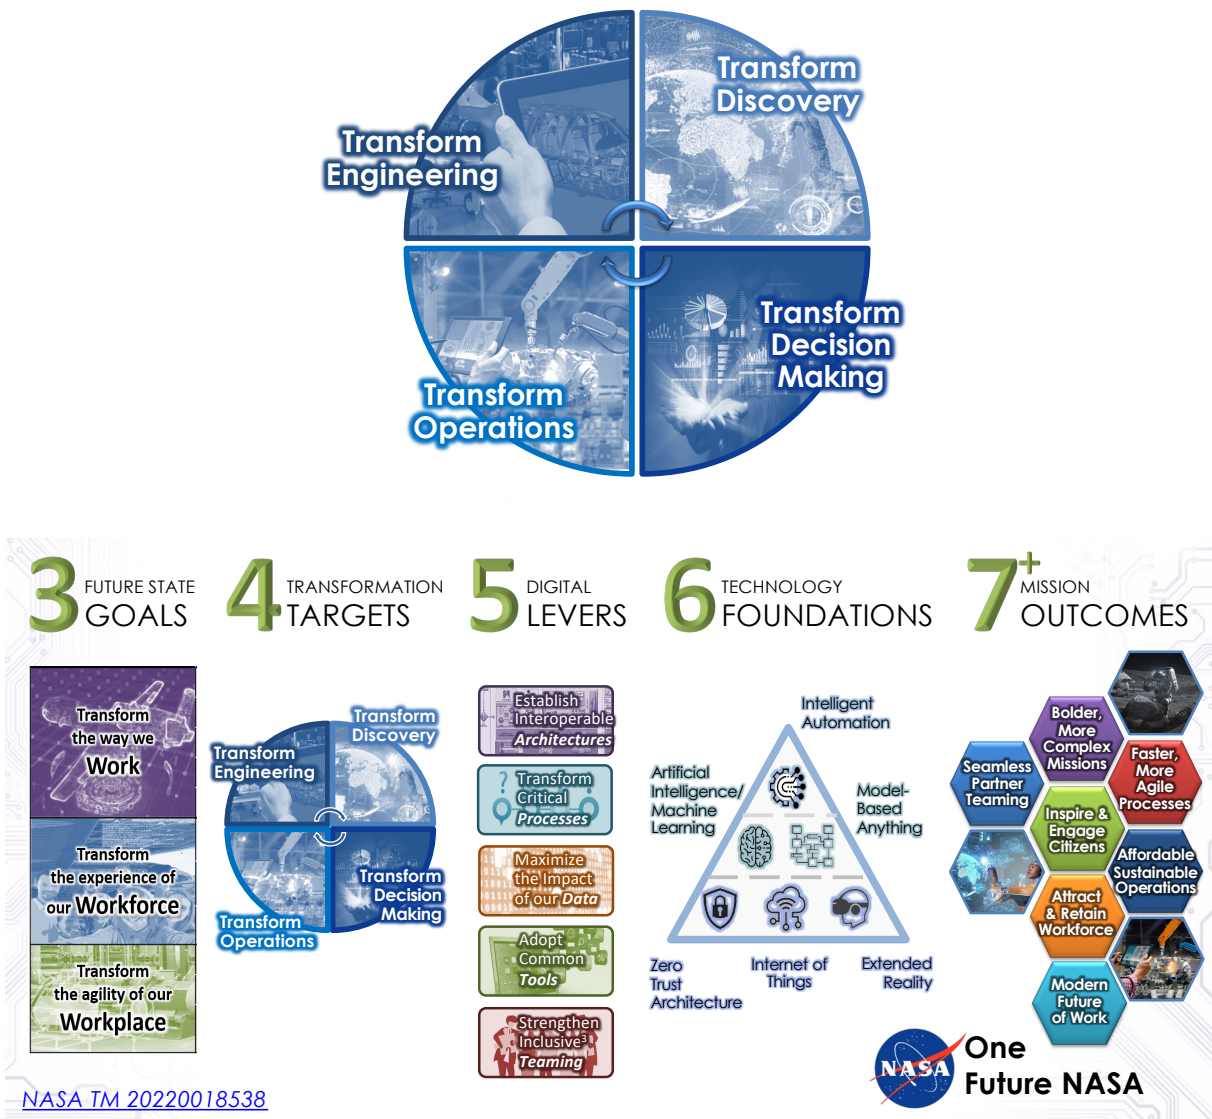 Transform
Discovery
Transform
Engineering
Transform
Decision
Making
Transform
Operations
3 FUTURE STATE
GOALS
4 TRANSFORMATION
TARGETS
5 DIGITAL
LEVERS
6 TECHNOLOGY
FOUNDATIONS
7+ MISSION
OUTCOMES
Transform
the way we
Work
Transform
the experience of
our Workforce
Transform
the agility of our
Workplace
Transform
Discovery
Transform
Engineering
Transform
Decision
Making
Transform
Operations
Establish
Interoperable
Architectures
Transform
Critical
Processes
Maximize
the Impact
of our Data
Adopt
Common
Tools
Strengthen
Inclusive³
Teaming
Intelligent
Automation
Artificial
Intelligence/
Machine
Learning
Model-
Based
Anything
Zero
Trust
Architecture
Internet of
Things
Extended
Reality
Bolder,
More
Complex
Missions
Seamless
Partner
Teaming
Faster,
More
Agile
Processes
Inspire &
Engage
Citizens
Affordable
Sustainable
Operations
Attract
& Retain
Workforce
Modern
Future
of Work
NASA
One
Future NASA
NASA TM 20220018538